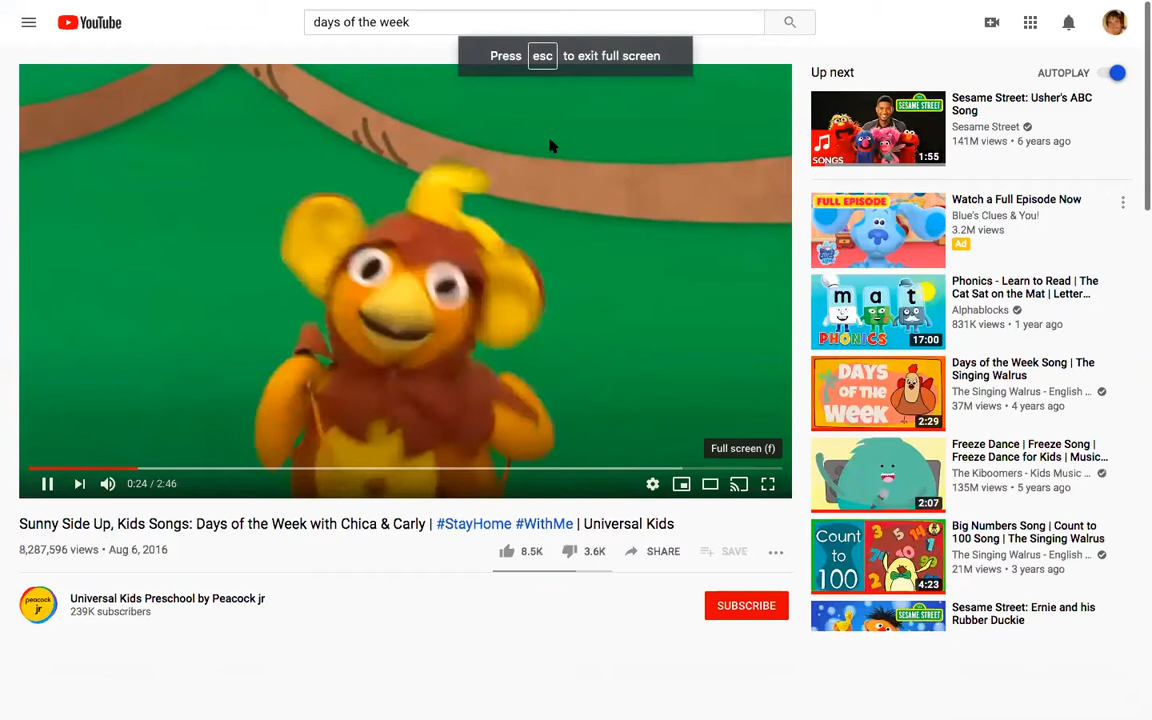 YouTube
days of the week
Press esc to exit full screen
Full screen (f)
0:24 / 2:46
Sunny Side Up, Kids Songs: Days of the Week with Chica & Carly | #StayHome #WithMe | Universal Kids
8,287,596 views • Aug 6, 2016
8.5K
3.6K
SHARE
SAVE
peacock
jr
Universal Kids Preschool by Peacock jr
239K subscribers
SUBSCRIBE
Up next
AUTOPLAY
SESAME STREET
SONGS
1:55
Sesame Street: Usher's ABC
Song
Sesame Street
141M views • 6 years ago
FULL EPISODE
Watch a Full Episode Now
Blue's Clues & You!
3.2M views
Ad
m a t
PHONICS
17:00
Phonics - Learn to Read | The
Cat Sat on the Mat | Letter...
Alphablocks
831K views • 1 year ago
DAYS
OF THE
WEEK
2:29
Days of the Week Song | The
Singing Walrus
The Singing Walrus - English ...
37M views • 4 years ago
2:07
Freeze Dance | Freeze Song |
Freeze Dance for Kids | Music...
The Kiboomers - Kids Music ...
135M views • 5 years ago
Count
to
100
4:23
Big Numbers Song | Count to
100 Song | The Singing Walrus
The Singing Walrus - English ...
21M views • 3 years ago
SESAME STREET
Sesame Street: Ernie and his
Rubber Duckie